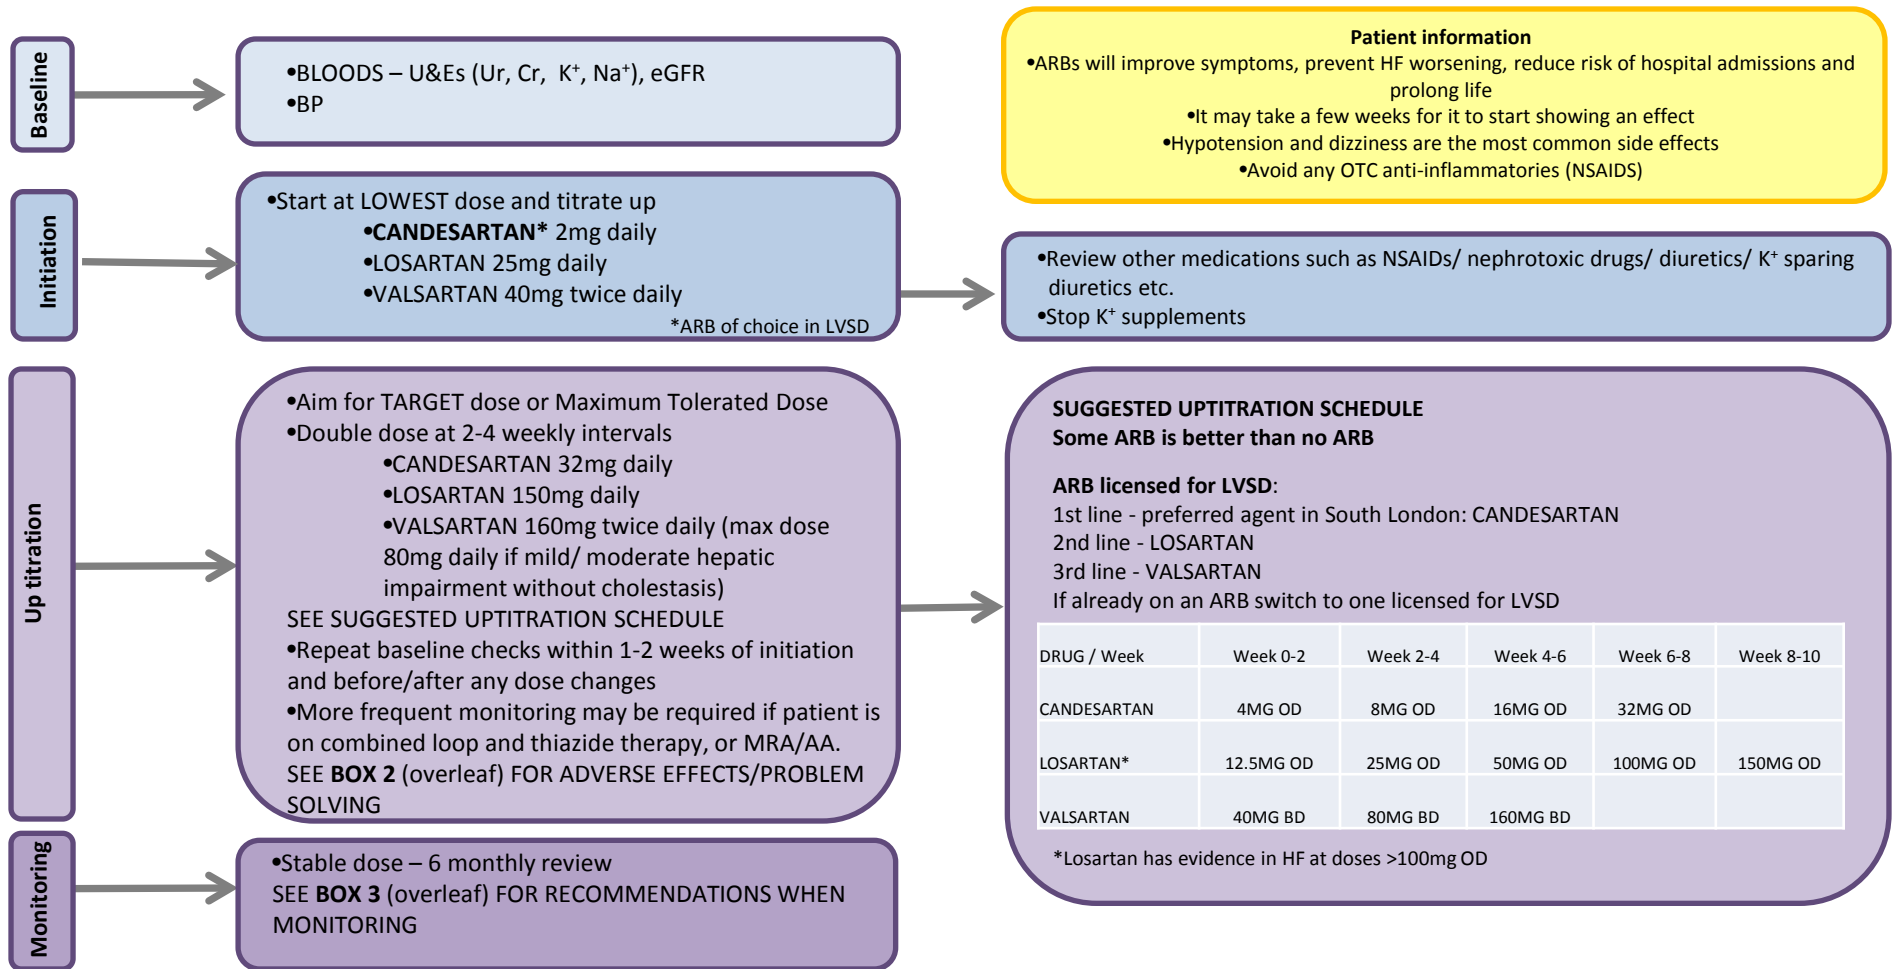 Baseline
•BLOODS – U&Es (Ur, Cr, K+, Na+), eGFR
•BP
Patient information
•ARBs will improve symptoms, prevent HF worsening, reduce risk of hospital admissions and
prolong life
•It may take a few weeks for it to start showing an effect
•Hypotension and dizziness are the most common side effects
•Avoid any OTC anti-inflammatories (NSAIDS)
Initiation
•Start at LOWEST dose and titrate up
•CANDESARTAN* 2mg daily
•LOSARTAN 25mg daily
•VALSARTAN 40mg twice daily
*ARB of choice in LVSD
•Review other medications such as NSAIDs/ nephrotoxic drugs/ diuretics/ K+ sparing
diuretics etc.
•Stop K+ supplements
Up titration
•Aim for TARGET dose or Maximum Tolerated Dose
•Double dose at 2-4 weekly intervals
•CANDESARTAN 32mg daily
•LOSARTAN 150mg daily
•VALSARTAN 160mg twice daily (max dose
80mg daily if mild/ moderate hepatic
impairment without cholestasis)
SEE SUGGESTED UPTITRATION SCHEDULE
•Repeat baseline checks within 1-2 weeks of initiation
and before/after any dose changes
•More frequent monitoring may be required if patient is
on combined loop and thiazide therapy, or MRA/AA.
SEE BOX 2 (overleaf) FOR ADVERSE EFFECTS/PROBLEM
SOLVING
SUGGESTED UPTITRATION SCHEDULE
Some ARB is better than no ARB
ARB licensed for LVSD:
1st line - preferred agent in South London: CANDESARTAN
2nd line - LOSARTAN
3rd line - VALSARTAN
If already on an ARB switch to one licensed for LVSD
DRUG / Week Week 0-2 Week 2-4 Week 4-6 Week 6-8 Week 8-10
CANDESARTAN 4MG OD 8MG OD 16MG OD 32MG OD
LOSARTAN* 12.5MG OD 25MG OD 50MG OD 100MG OD 150MG OD
VALSARTAN 40MG BD 80MG BD 160MG BD
*Losartan has evidence in HF at doses >100mg OD
Monitoring
•Stable dose – 6 monthly review
SEE BOX 3 (overleaf) FOR RECOMMENDATIONS WHEN
MONITORING